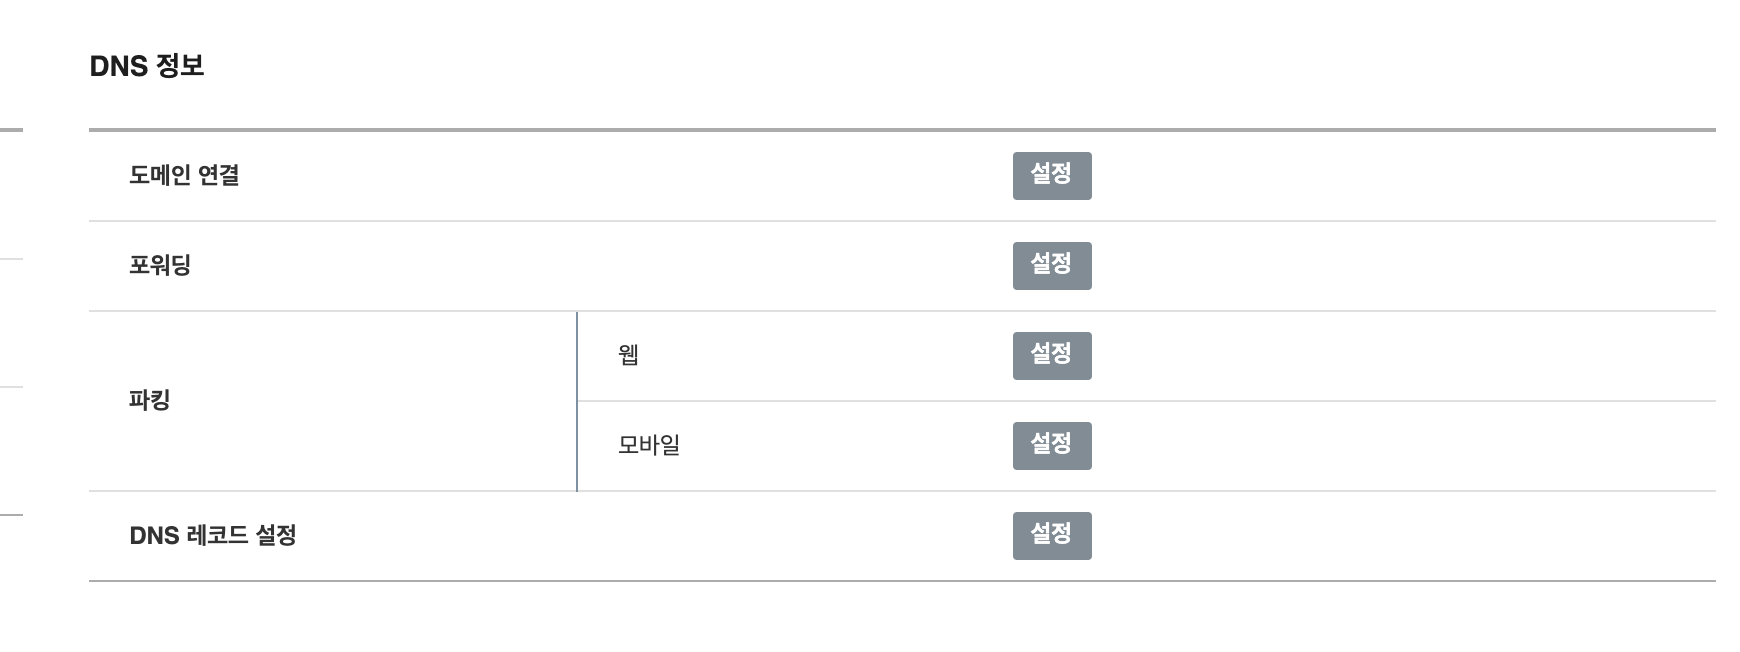 DNS 정보
도메인 연결 설정
포워딩 설정
파킹
웹 설정
모바일 설정
DNS 레코드 설정 설정